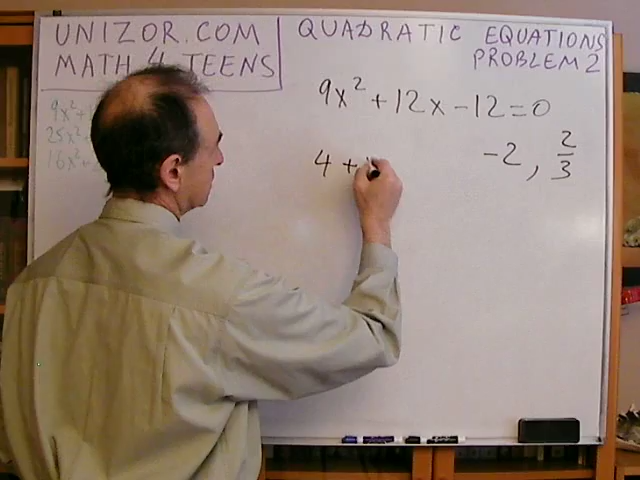 UNIZOR.COM
MATH 4 TEENS
QUADRATIC EQUATIONS
PROBLEM 2
9x² + 12x - 12 = 0
-2, 2/3
4 +
9x²
25x²
16x²